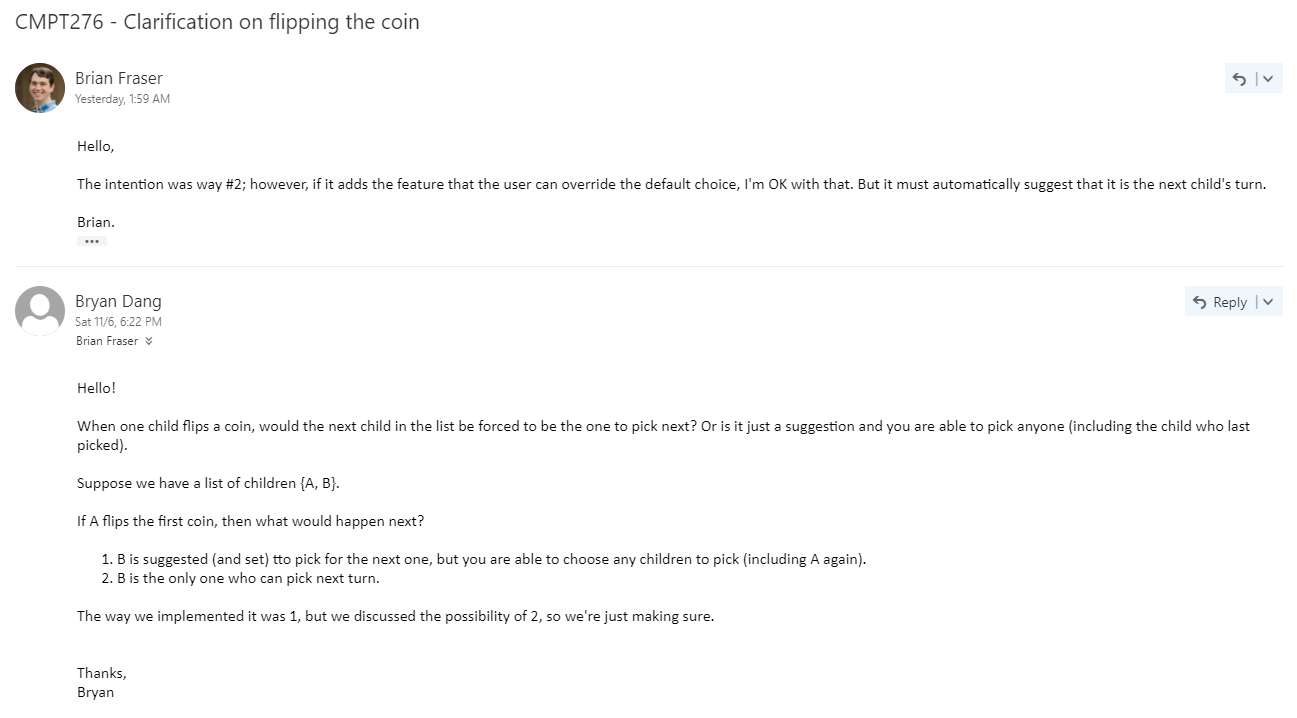 CMPT276 - Clarification on flipping the coin
Brian Fraser
Yesterday, 1:59 AM
Hello,
The intention was way #2; however, if it adds the feature that the user can override the default choice, I'm OK with that. But it must automatically suggest that it is the next child's turn.
Brian.
Bryan Dang
Reply
Sat 11/6, 6:22 PM
Brian Fraser
Hello!
When one child flips a coin, would the next child in the list be forced to be the one to pick next? Or is it just a suggestion and you are able to pick anyone (including the child who last
picked).
Suppose we have a list of children {A, B}.
If A flips the first coin, then what would happen next?
1. B is suggested (and set) tto pick for the next one, but you are able to choose any children to pick (including A again).
2. B is the only one who can pick next turn.
The way we implemented it was 1, but we discussed the possibility of 2, so we're just making sure.
Thanks,
Bryan